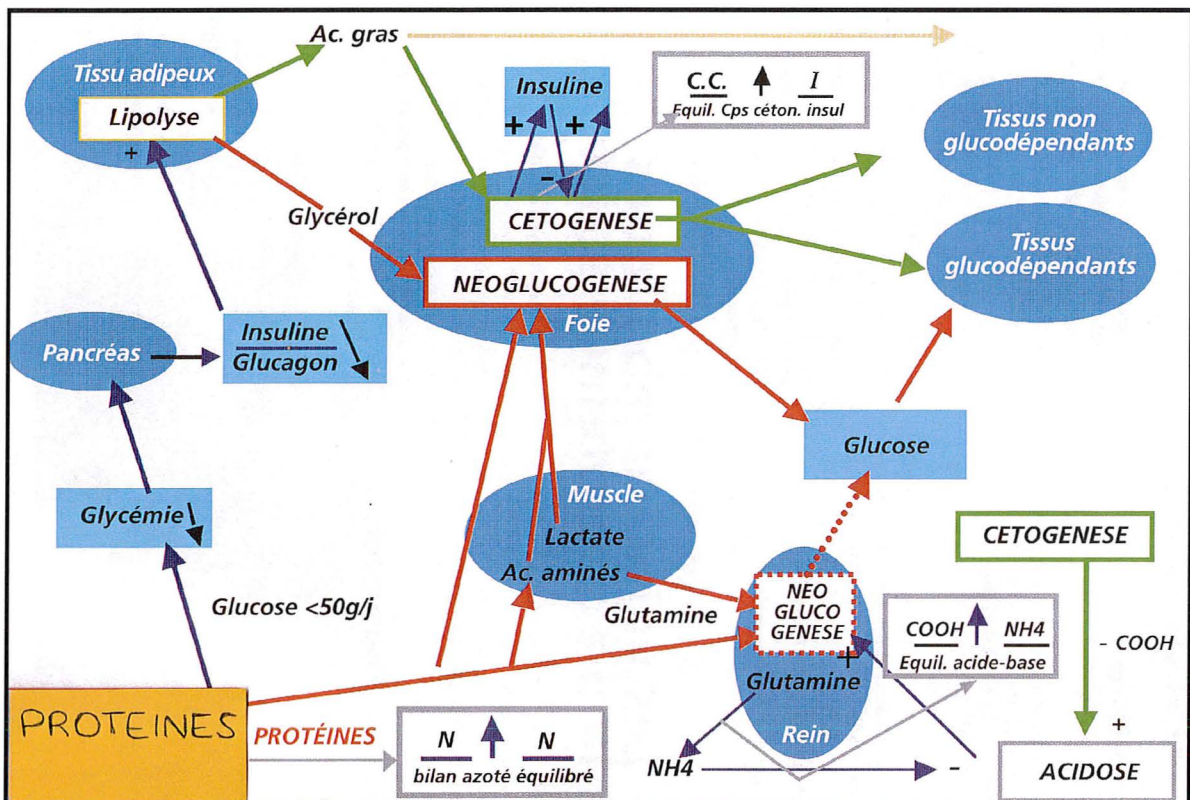 Ac. gras
Tissu adipeux
Lipolyse
+
Insuline
+ +
-
C.C. I
Equil. Cps céton. insul
Tissus non
glucodépendants
CETOGENESE
Glycérol
Tissus
glucodépendants
NEOGLUCOGENESE
Foie
Pancréas
Insuline
Glucagon
Glucose
Glycémie
Muscle
Lactate
Ac. aminés
CETOGENESE
Glucose <50g/j
Glutamine
NEO
GLUCO
GENESE
+
COOH NH4
Equil. acide-base
- COOH
Glutamine
PROTEINES
PROTÉINES
N N
bilan azoté équilibré
Rein
NH4
-
+
ACIDOSE